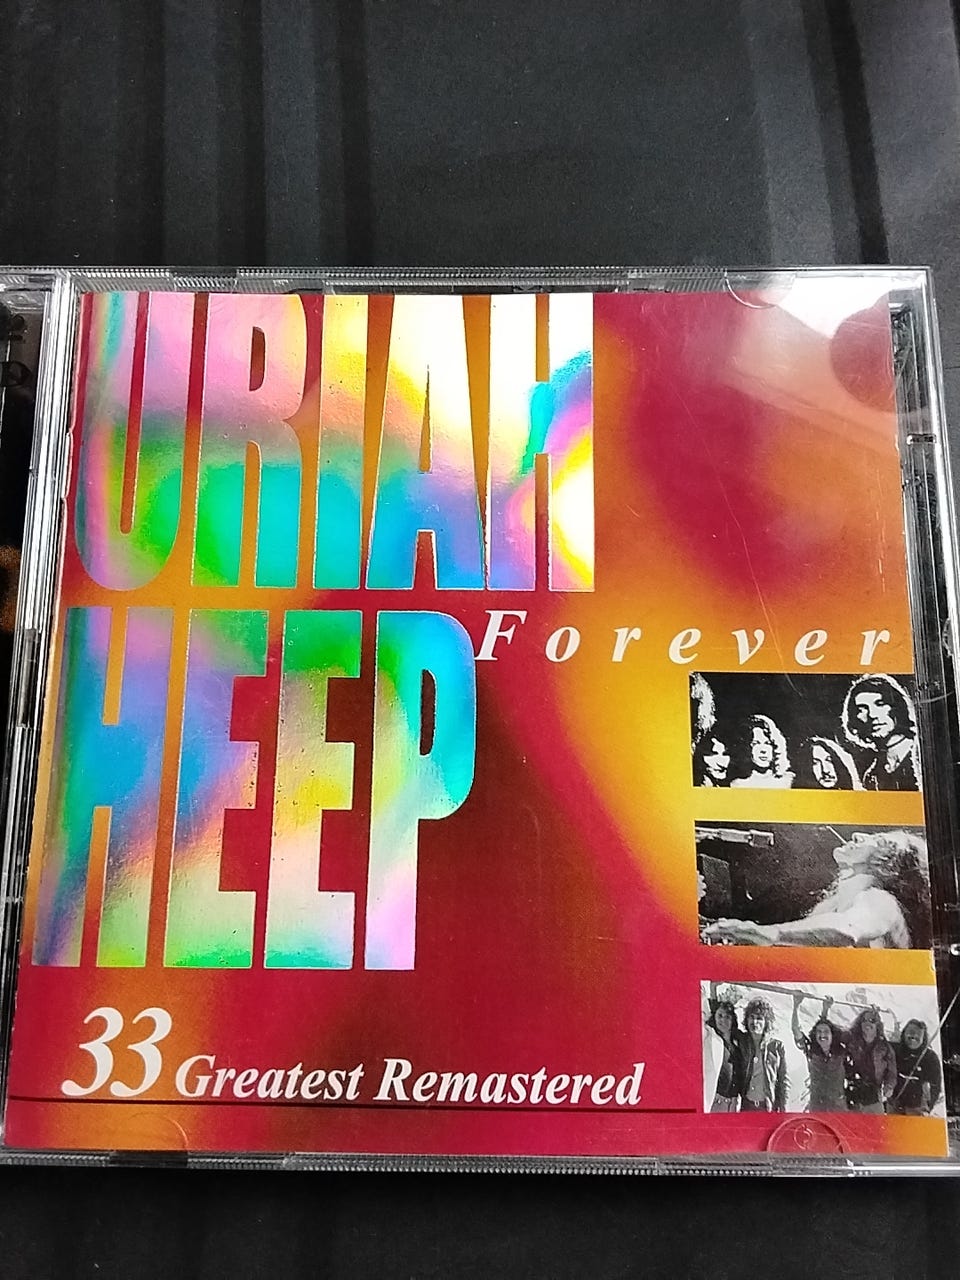 URIAH
HEEP
Forever
33 Greatest Remastered